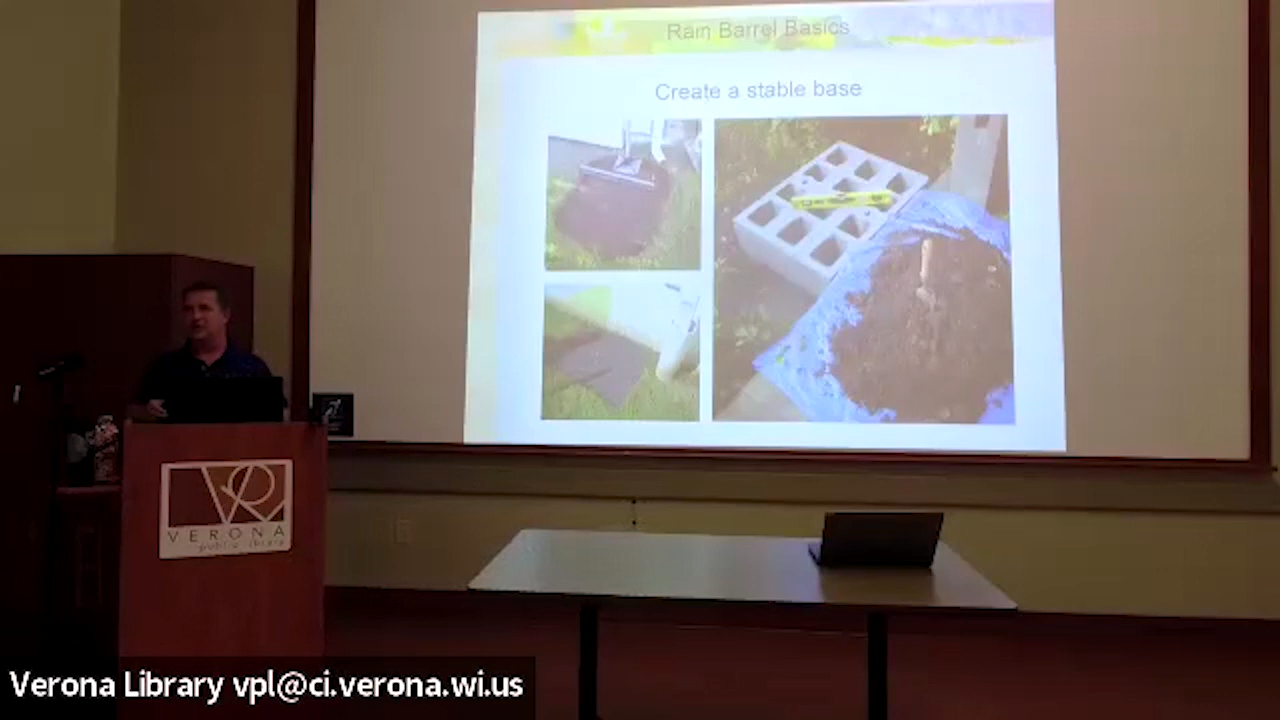 Rain Barrel Basics
Create a stable base
VERONA
public library
Verona Library vpl@ci.verona.wi.us